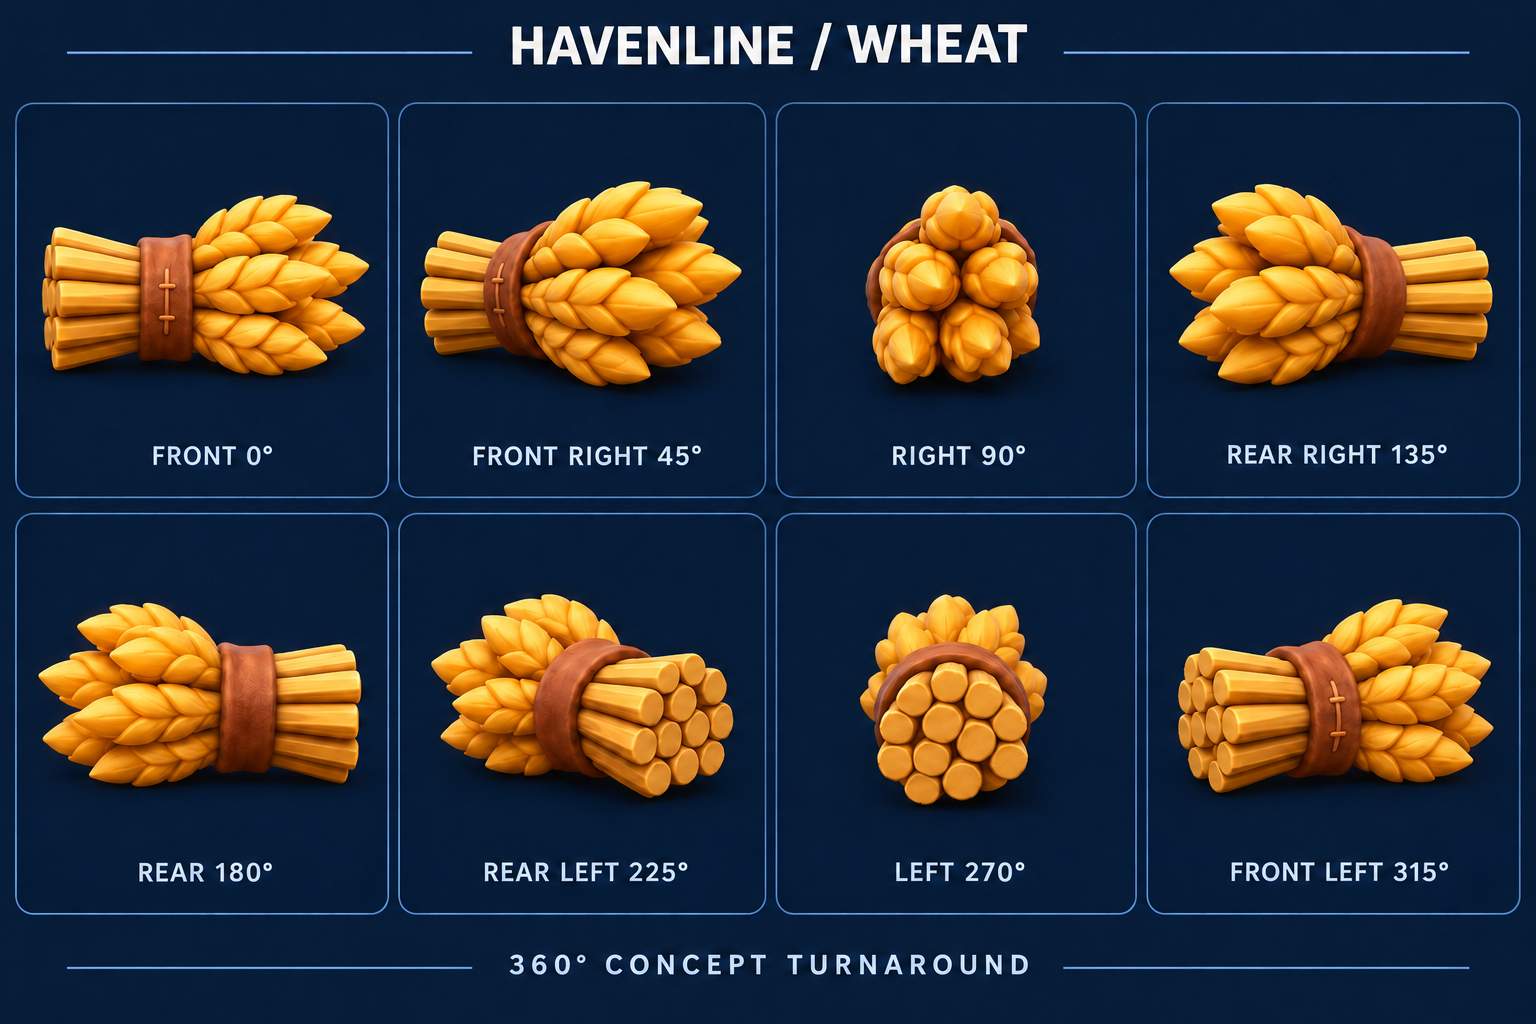 HAVENLINE / WHEAT
FRONT 0°
FRONT RIGHT 45°
RIGHT 90°
REAR RIGHT 135°
REAR 180°
REAR LEFT 225°
LEFT 270°
FRONT LEFT 315°
360° CONCEPT TURNAROUND